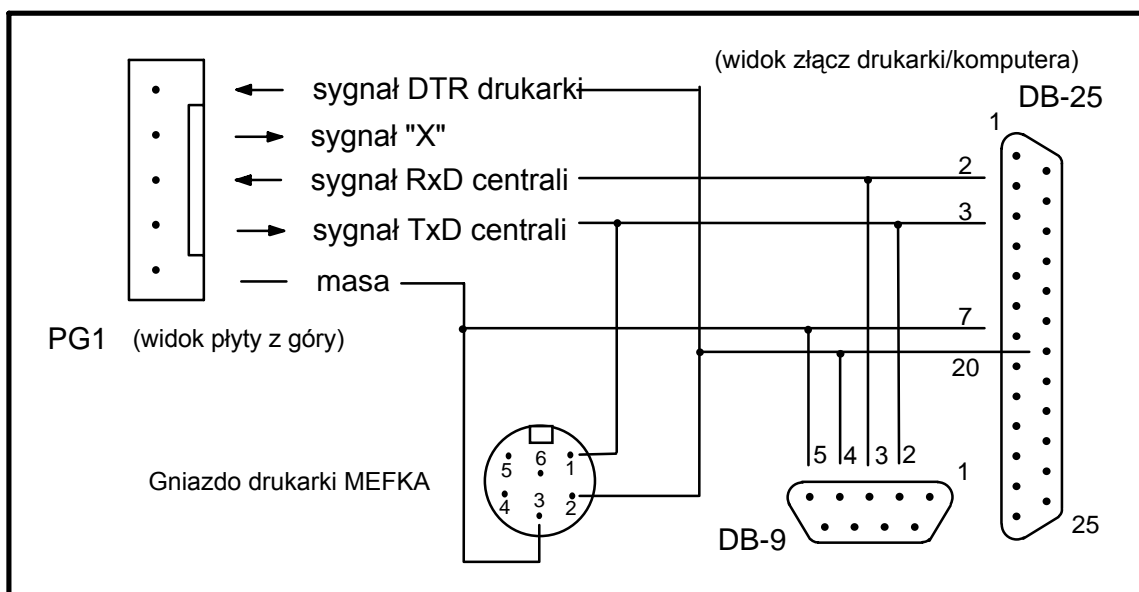 (widok złącz drukarki/komputera)
DB-25
sygnał DTR drukarki
sygnał "X"
sygnał RxD centrali
sygnał TxD centrali
masa
PG1 (widok płyty z góry)
1
2
3
7
20
25
Gniazdo drukarki MEFKA
5 6 1
4 3 2
5 4 3 2
1
DB-9